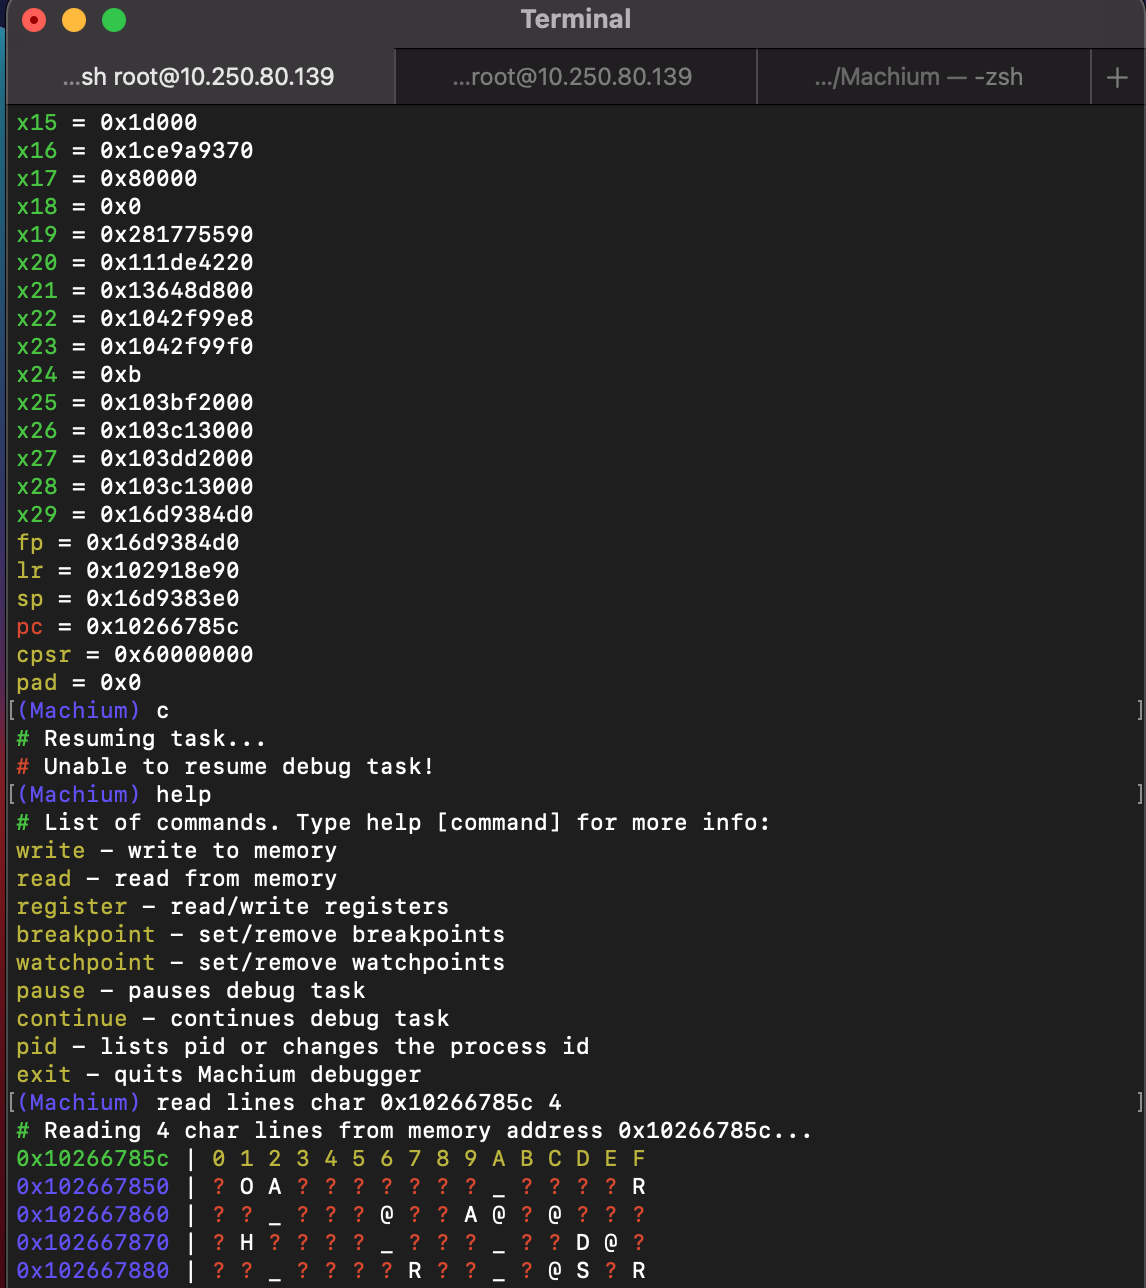 Terminal
...sh root@10.250.80.139 ...root@10.250.80.139 .../Machium — -zsh +
x15 = 0x1d000
x16 = 0x1ce9a9370
x17 = 0x80000
x18 = 0x0
x19 = 0x281775590
x20 = 0x111de4220
x21 = 0x13648d800
x22 = 0x1042f99e8
x23 = 0x1042f99f0
x24 = 0xb
x25 = 0x103bf2000
x26 = 0x103c13000
x27 = 0x103dd2000
x28 = 0x103c13000
x29 = 0x16d9384d0
fp = 0x16d9384d0
lr = 0x102918e90
sp = 0x16d9383e0
pc = 0x10266785c
cpsr = 0x60000000
pad = 0x0
[(Machium) c ]
# Resuming task...
# Unable to resume debug task!
[(Machium) help ]
# List of commands. Type help [command] for more info:
write – write to memory
read – read from memory
register – read/write registers
breakpoint – set/remove breakpoints
watchpoint – set/remove watchpoints
pause – pauses debug task
continue – continues debug task
pid – lists pid or changes the process id
exit – quits Machium debugger
[(Machium) read lines char 0x10266785c 4 ]
# Reading 4 char lines from memory address 0x10266785c...
0x10266785c | 0 1 2 3 4 5 6 7 8 9 A B C D E F
0x102667850 | ? O A ? ? ? ? ? ? ? _ ? ? ? ? R
0x102667860 | ? ? _ ? ? ? @ ? ? A @ ? @ ? ? ?
0x102667870 | ? H ? ? ? ? _ ? ? ? _ ? ? D @ ?
0x102667880 | ? ? _ ? ? ? ? R ? ? _ ? @ S ? R